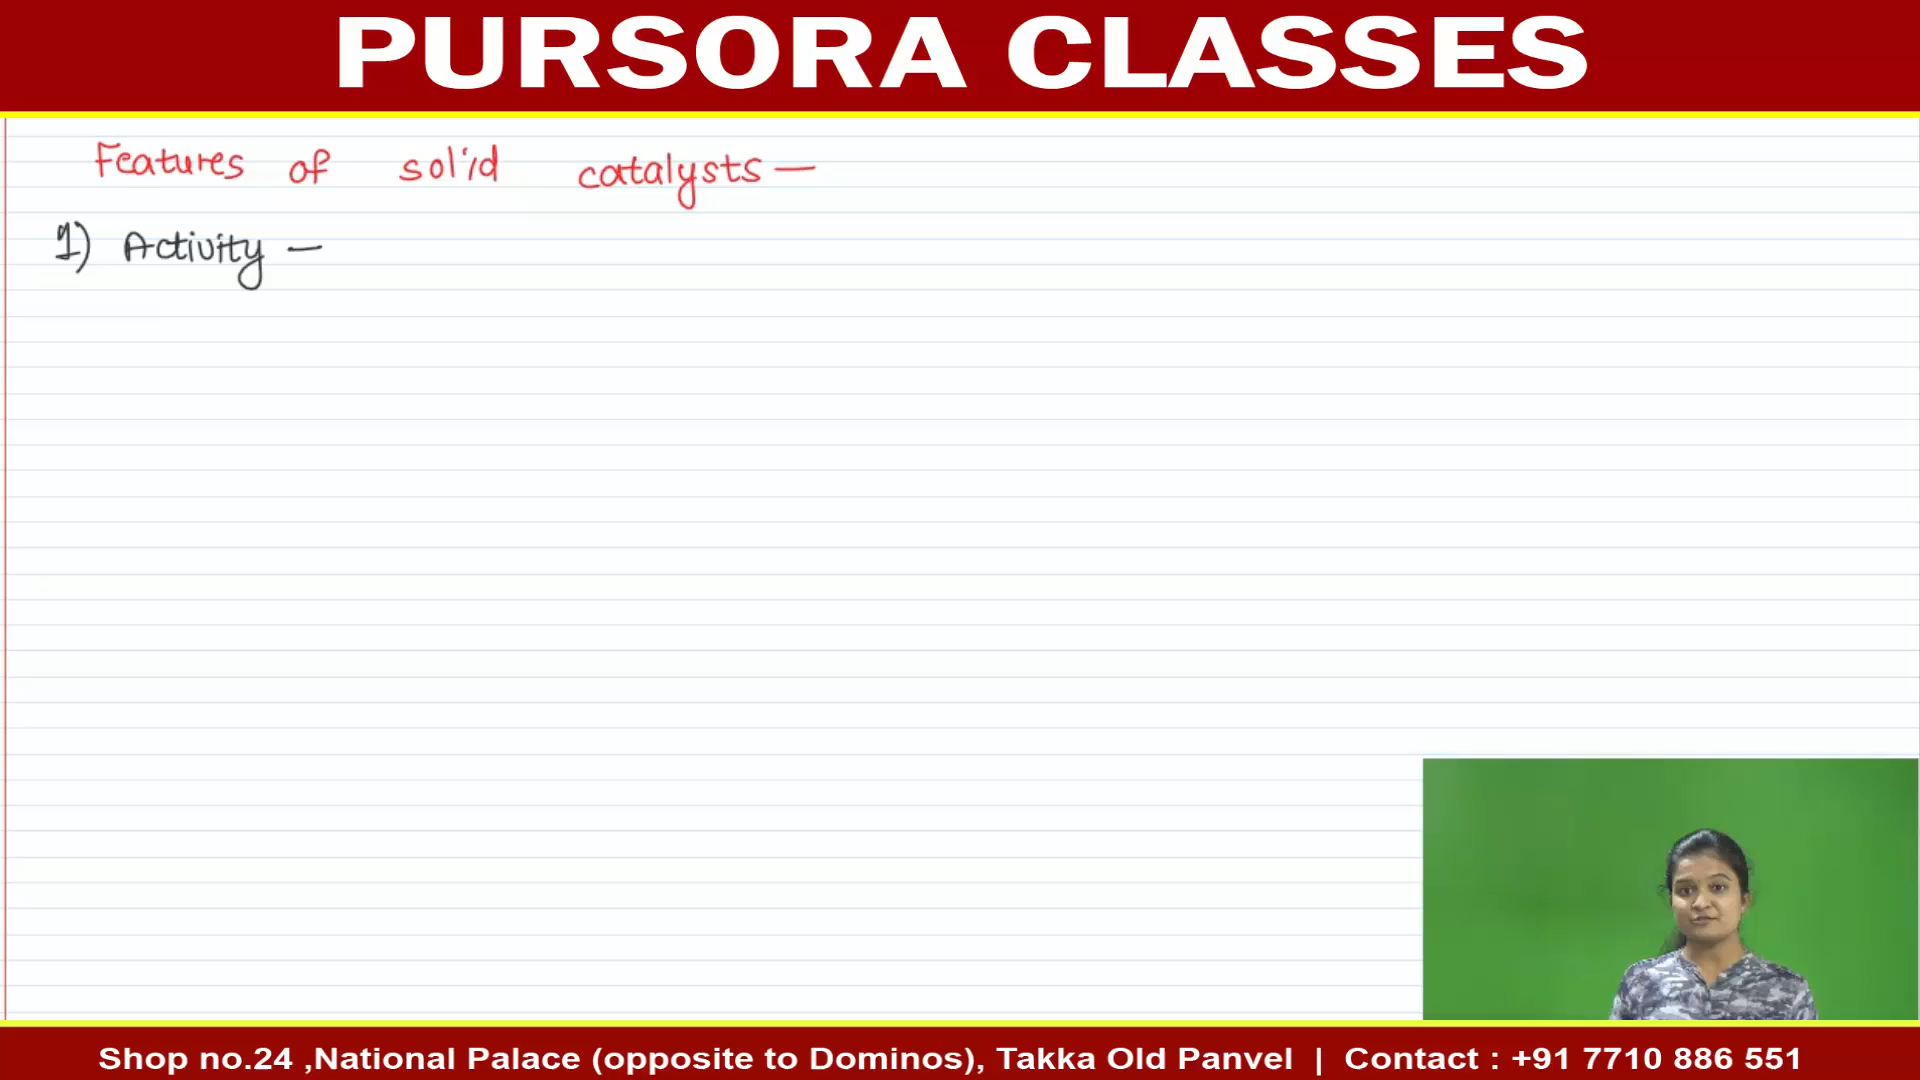 PURSORA CLASSES
Features of solid catalysts –
1) Activity –
Shop no.24 ,National Palace (opposite to Dominos), Takka Old Panvel | Contact : +91 7710 886 551